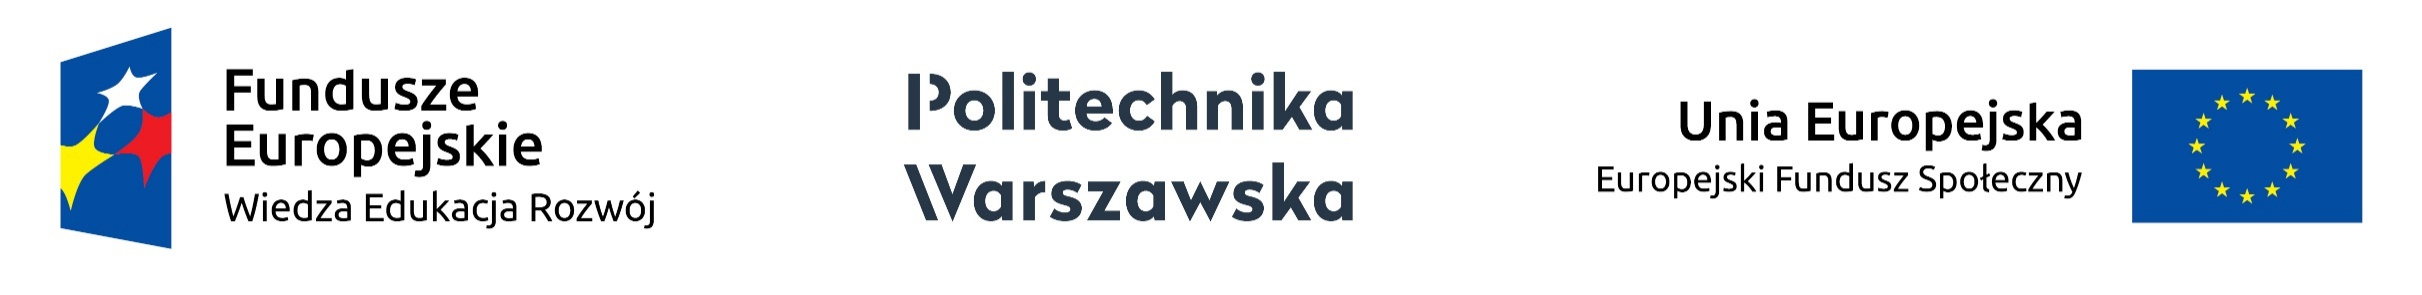 Fundusze
Europejskie
Wiedza Edukacja Rozwój
Politechnika
Warszawska
Unia Europejska
Europejski Fundusz Społeczny